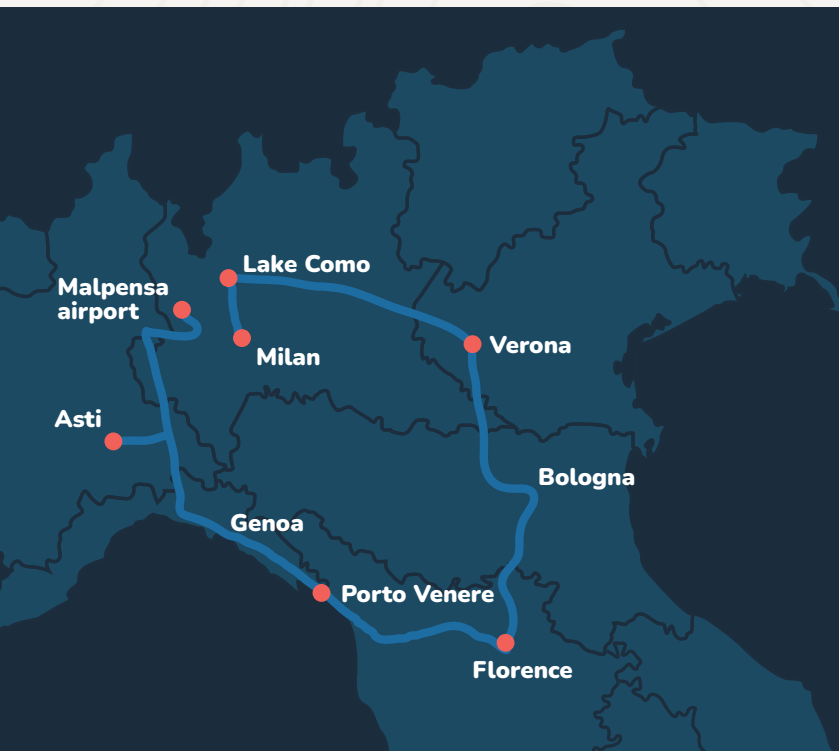 Lake Como
Malpensa
airport
Verona
Milan
Asti
Bologna
Genoa
Porto Venere
Florence